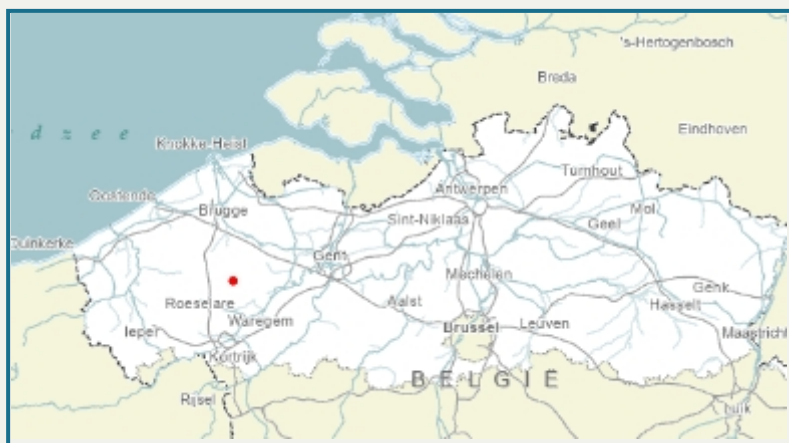 's-Hertogenbosch
Breda
dzee
Eindhoven
Knokke-Heist
Turnhout
Antwerpen
Oostende
Mol
Brugge
Sint-Niklaas
Geel
Duinkerke
Gent
Mechelen
Genk
Roeselare
Aalst
Hasselt
Waregem
Ieper
Brussel
Leuven
Maastricht
Kortrijk
BELGIË
Rijsel
Luik